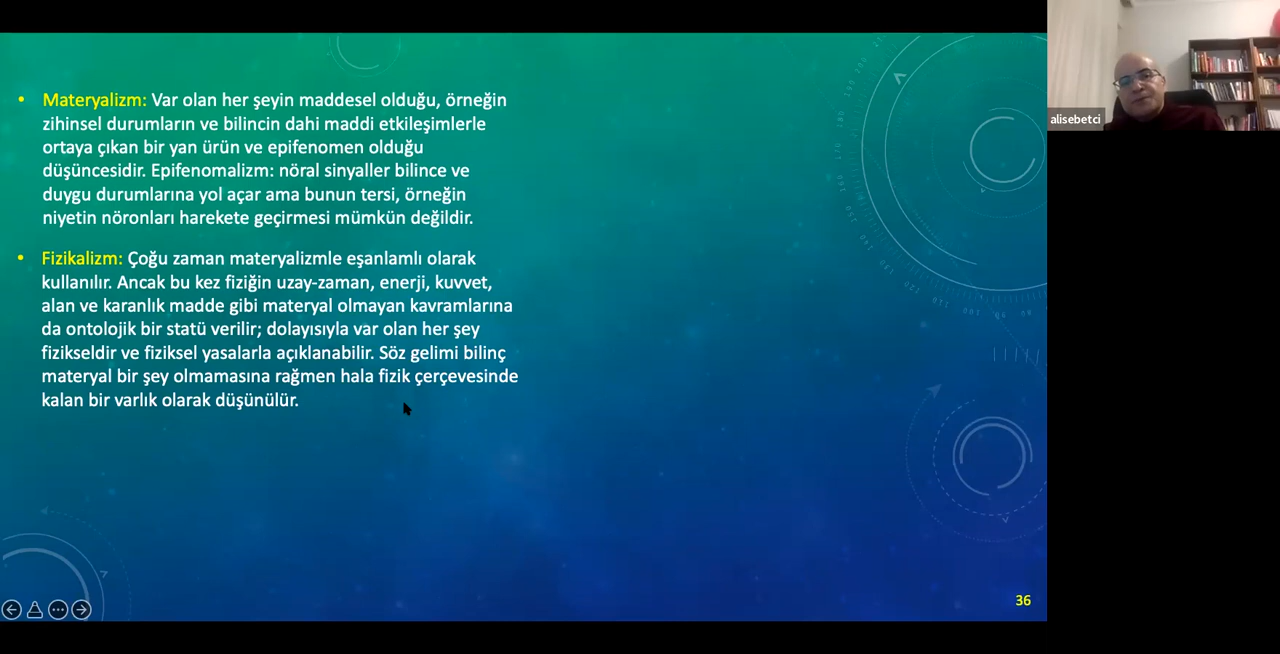 • Materyalizm: Var olan her şeyin maddesel olduğu, örneğin
zihinsel durumların ve bilincin dahi maddi etkileşimlerle
ortaya çıkan bir yan ürün ve epifenomen olduğu
düşüncesidir. Epifenomalizm: nöral sinyaller bilince ve
duygu durumlarına yol açar ama bunun tersi, örneğin
niyetin nöronları harekete geçirmesi mümkün değildir.
• Fizikalizm: Çoğu zaman materyalizmle eşanlamlı olarak
kullanılır. Ancak bu kez fiziğin uzay-zaman, enerji, kuvvet,
alan ve karanlık madde gibi materyal olmayan kavramlarına
da ontolojik bir statü verilir; dolayısıyla var olan her şey
fizikseldir ve fiziksel yasalarla açıklanabilir. Söz gelimi bilinç
materyal bir şey olmamasına rağmen hala fizik çerçevesinde
kalan bir varlık olarak düşünülür.
36
alisebetci